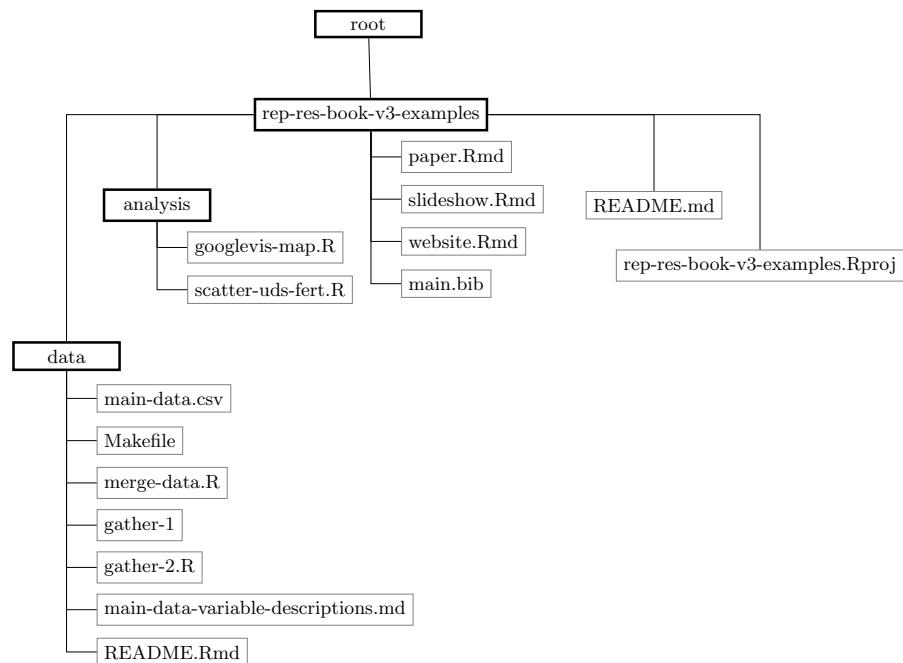 root
rep-res-book-v3-examples
paper.Rmd
slideshow.Rmd
website.Rmd
main.bib
analysis
googlevis-map.R
scatter-uds-fert.R
README.md
rep-res-book-v3-examples.Rproj
data
main-data.csv
Makefile
merge-data.R
gather-1
gather-2.R
main-data-variable-descriptions.md
README.Rmd